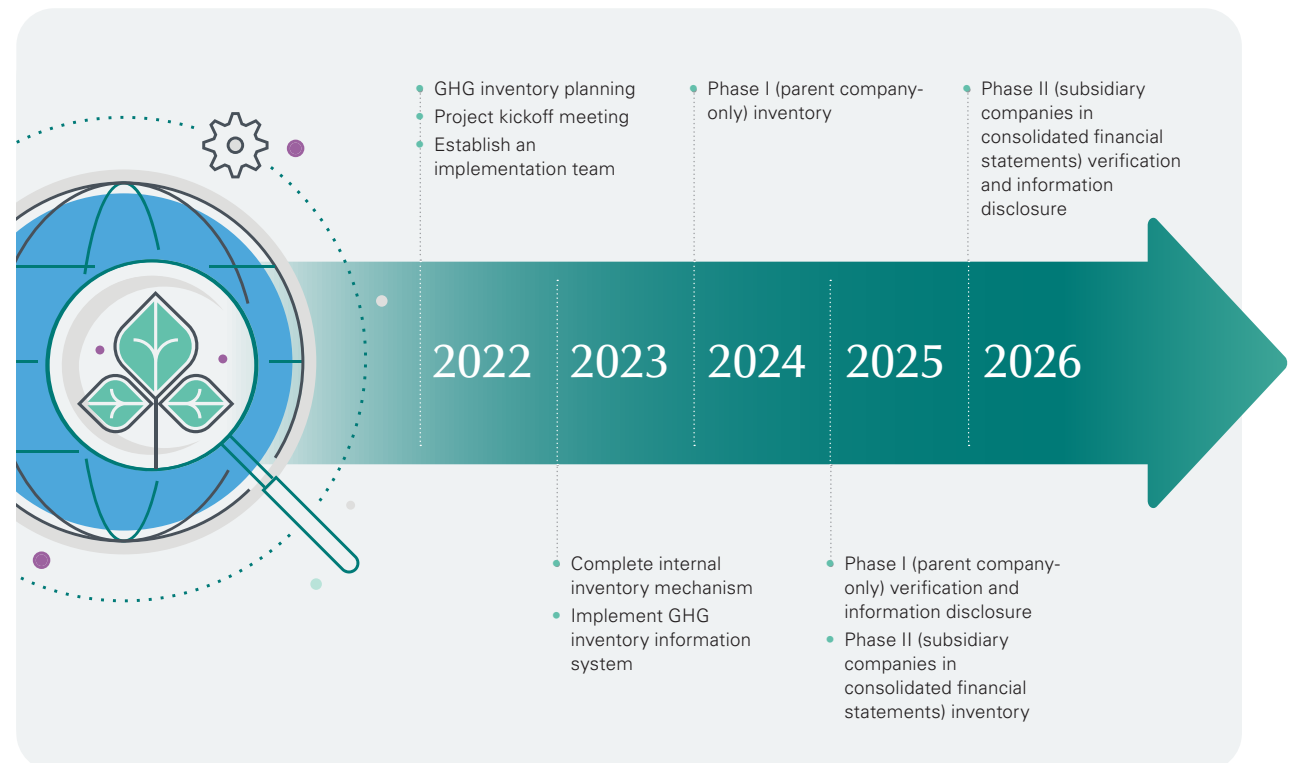 GHG inventory planning
Project kickoff meeting
Establish an
implementation team
Phase I (parent company-
only) inventory
Phase II (subsidiary
companies in
consolidated financial
statements) verification
and information
disclosure
2022
2023
2024
2025
2026
Complete internal
inventory mechanism
Implement GHG
inventory information
system
Phase I (parent company-
only) verification and
information disclosure
Phase II (subsidiary
companies in
consolidated financial
statements) inventory